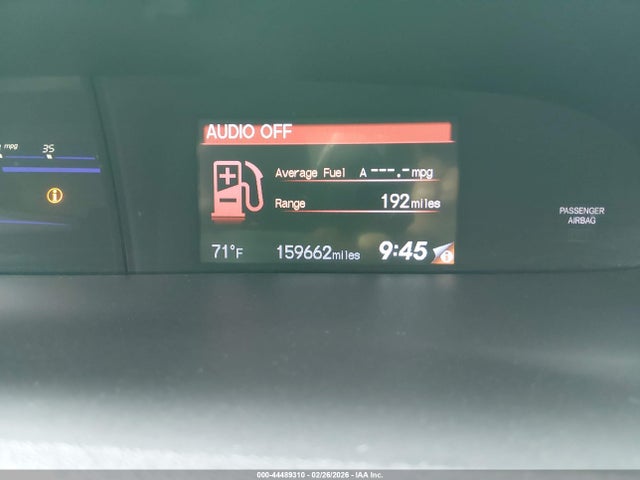 mpg 35
AUDIO OFF
Average Fuel A ---.- mpg
Range 192 miles
71°F 159662 miles 9:45
PASSENGER
AIRBAG
000-44489310 - 02/26/2026 - IAA Inc.